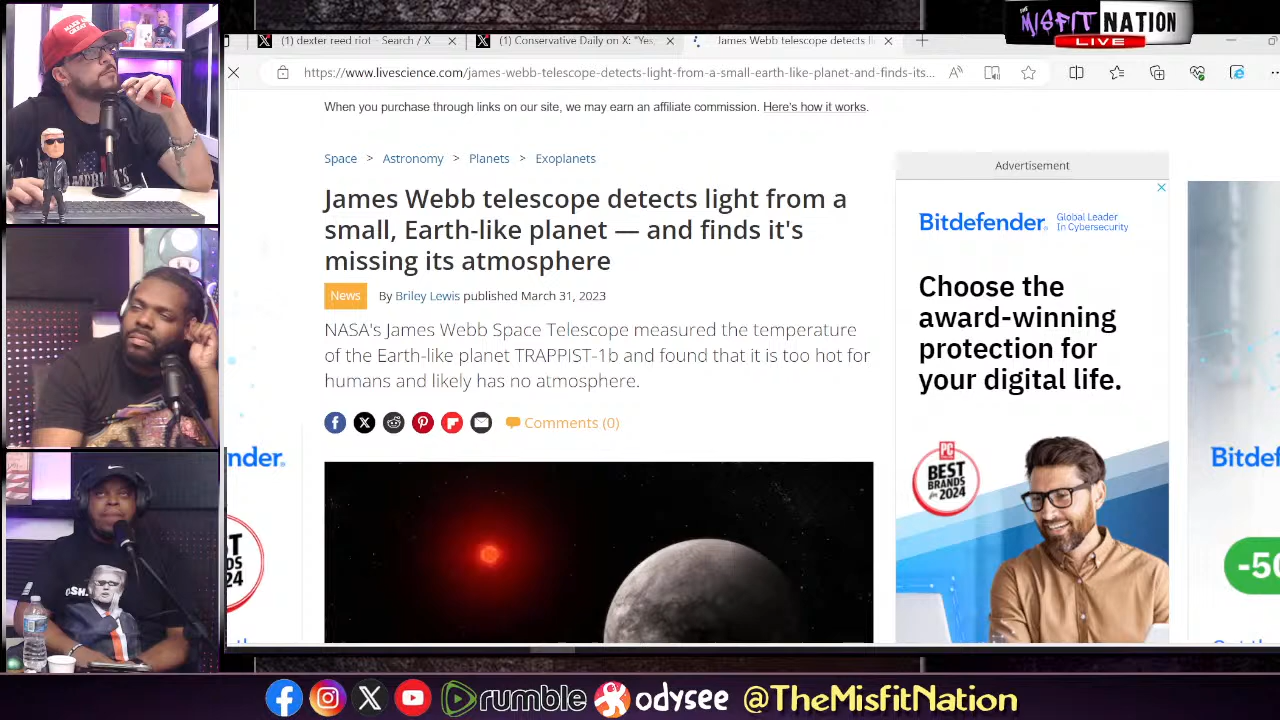 THE
MISFIT NATION
LIVE
(1) dexter reed riot - Search / X
(1) Conservative Daily on X: "Yes,
James Webb telescope detects li
https://www.livescience.com/james-webb-telescope-detects-light-from-a-small-earth-like-planet-and-finds-its...
When you purchase through links on our site, we may earn an affiliate commission. Here's how it works.
Space > Astronomy > Planets > Exoplanets
James Webb telescope detects light from a
small, Earth-like planet — and finds it's
missing its atmosphere
News By Briley Lewis published March 31, 2023
NASA's James Webb Space Telescope measured the temperature
of the Earth-like planet TRAPPIST-1b and found that it is too hot for
humans and likely has no atmosphere.
Comments (0)
Advertisement
Bitdefender. Global Leader
In Cybersecurity
Choose the
award-winning
protection for
your digital life.
PC
BEST
BRANDS
for 2024
nder.
Bitdef
-50
rumble odysee @TheMisfitNation